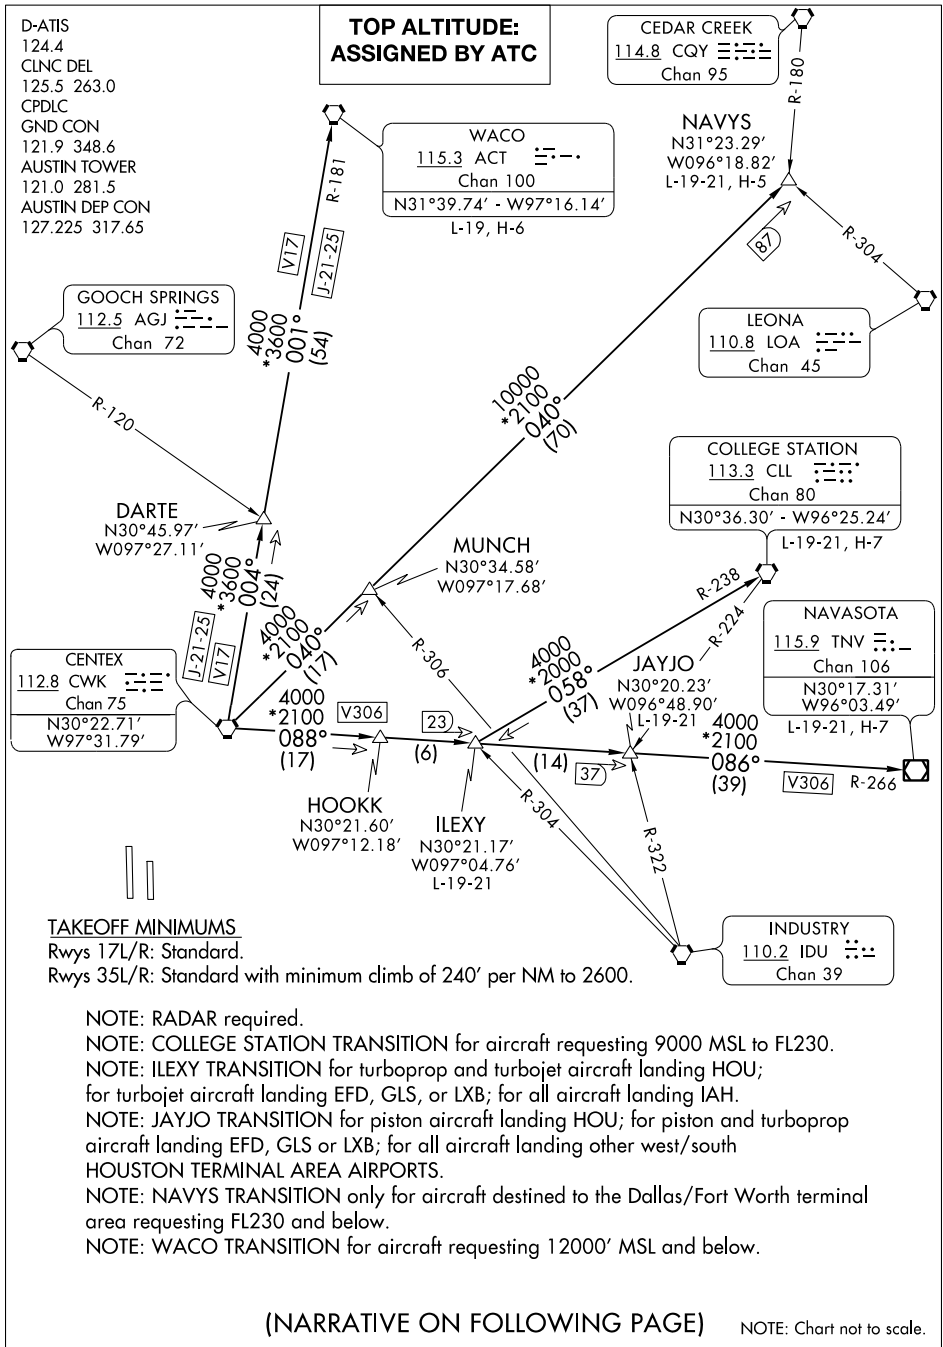 D-ATIS
124.4
CLNC DEL
125.5 263.0
CPDLC
GND CON
121.9 348.6
AUSTIN TOWER
121.0 281.5
AUSTIN DEP CON
127.225 317.65
TOP ALTITUDE:
ASSIGNED BY ATC
CEDAR CREEK
114.8 CQY
Chan 95
R-180
NAVYS
N31°23.29′
W096°18.82′
L-19-21, H-5
WACO
115.3 ACT
Chan 100
N31°39.74′ - W97°16.14′
L-19, H-6
R-181
V17
J-21-25
4000
*3600
001°
(54)
87
R-304
LEONA
110.8 LOA
Chan 45
GOOCH SPRINGS
112.5 AGJ
Chan 72
R-120
10000
*2100
040°
(70)
COLLEGE STATION
113.3 CLL
Chan 80
N30°36.30′ - W96°25.24′
L-19-21, H-7
DARTE
N30°45.97′
W097°27.11′
MUNCH
N30°34.58′
W097°17.68′
4000
*3600
004°
(24)
J-21-25
V17
4000
*2100
040°
(17)
R-306
R-238
R-224
NAVASOTA
115.9 TNV
Chan 106
N30°17.31′
W96°03.49′
L-19-21, H-7
CENTEX
112.8 CWK
Chan 75
N30°22.71′
W97°31.79′
4000
*2000
058°
(37)
JAYJO
N30°20.23′
W096°48.90′
L-19-21
4000
*2100
088°
(17)
V306
23
(6)
(14)
37
4000
*2100
086°
(39)
V306
R-266
HOOKK
N30°21.60′
W097°12.18′
ILEXY
N30°21.17′
W097°04.76′
L-19-21
R-304
R-322
INDUSTRY
110.2 IDU
Chan 39
TAKEOFF MINIMUMS
Rwys 17L/R: Standard.
Rwys 35L/R: Standard with minimum climb of 240′ per NM to 2600.
NOTE: RADAR required.
NOTE: COLLEGE STATION TRANSITION for aircraft requesting 9000 MSL to FL230.
NOTE: ILEXY TRANSITION for turboprop and turbojet aircraft landing HOU;
for turbojet aircraft landing EFD, GLS, or LXB; for all aircraft landing IAH.
NOTE: JAYJO TRANSITION for piston aircraft landing HOU; for piston and turboprop
aircraft landing EFD, GLS or LXB; for all aircraft landing other west/south
HOUSTON TERMINAL AREA AIRPORTS.
NOTE: NAVYS TRANSITION only for aircraft destined to the Dallas/Fort Worth terminal
area requesting FL230 and below.
NOTE: WACO TRANSITION for aircraft requesting 12000′ MSL and below.
(NARRATIVE ON FOLLOWING PAGE)
NOTE: Chart not to scale.